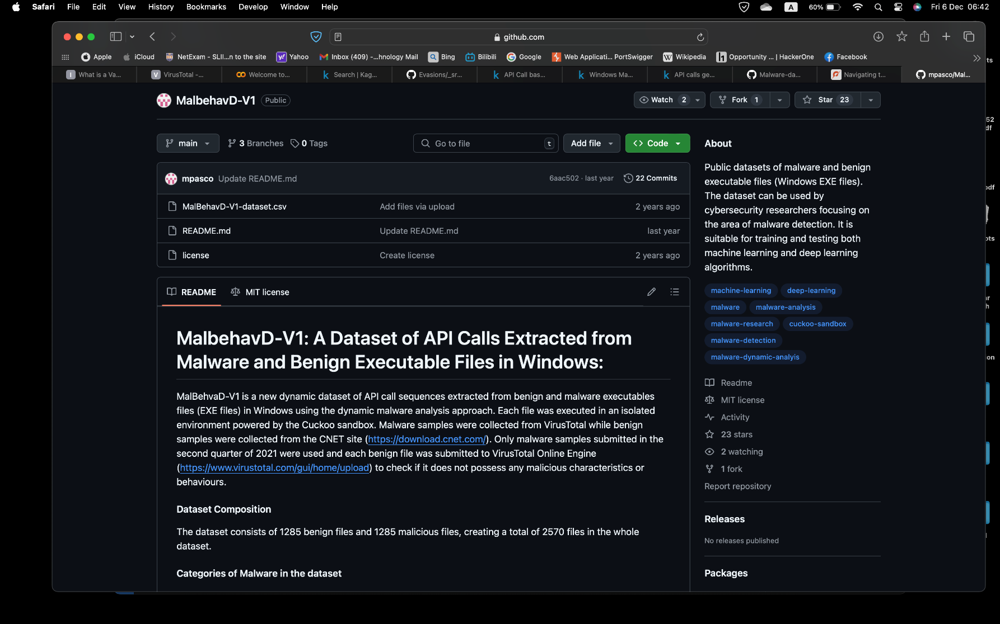 Safari File Edit View History Bookmarks Develop Window Help
A 60% Fri 6 Dec 06:42
github.com
Apple iCloud NetExam - SLII...n to the site Yahoo Inbox (409) -...hnology Mail Bing Bilibili Google Web Applicati... PortSwigger Wikipedia Opportunity ... | HackerOne Facebook
What is a Va... VirusTotal -... Welcome to... Search | Kag... Evasions/_sr... API Call bas... Windows Ma... API calls ge... Malware-da... Navigating t... mpasco/Mal...
MalbehavD-V1 Public
Watch 2 Fork 1 Star 23
main 3 Branches 0 Tags
Go to file t Add file Code
mpasco Update README.md 6aac502 · last year 22 Commits
MalBehavD-V1-dataset.csv Add files via upload 2 years ago
README.md Update README.md last year
license Create license 2 years ago
README MIT license
MalbehavD-V1: A Dataset of API Calls Extracted from
Malware and Benign Executable Files in Windows:
MalBehvaD-V1 is a new dynamic dataset of API call sequences extracted from benign and malware executables
files (EXE files) in Windows using the dynamic malware analysis approach. Each file was executed in an isolated
environment powered by the Cuckoo sandbox. Malware samples were collected from VirusTotal while benign
samples were collected from the CNET site (https://download.cnet.com/). Only malware samples submitted in the
second quarter of 2021 were used and each benign file was submitted to VirusTotal Online Engine
(https://www.virustotal.com/gui/home/upload) to check if it does not possess any malicious characteristics or
behaviours.
Dataset Composition
The dataset consists of 1285 benign files and 1285 malicious files, creating a total of 2570 files in the whole
dataset.
Categories of Malware in the dataset
About
Public datasets of malware and benign
executable files (Windows EXE files).
The dataset can be used by
cybersecurity researchers focusing on
the area of malware detection. It is
suitable for training and testing both
machine learning and deep learning
algorithms.
machine-learning deep-learning
malware malware-analysis
malware-research cuckoo-sandbox
malware-detection
malware-dynamic-analyis
Readme
MIT license
Activity
23 stars
2 watching
1 fork
Report repository
Releases
No releases published
Packages